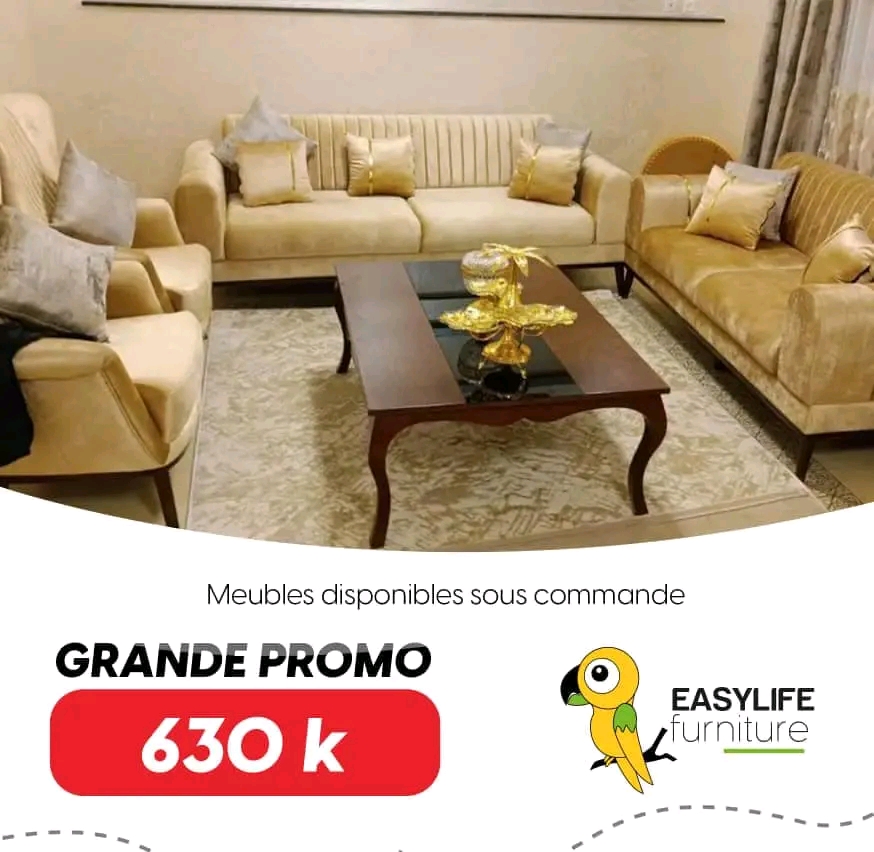 Meubles disponibles sous commande
GRANDE PROMO
630 k
EASYLIFE
furniture